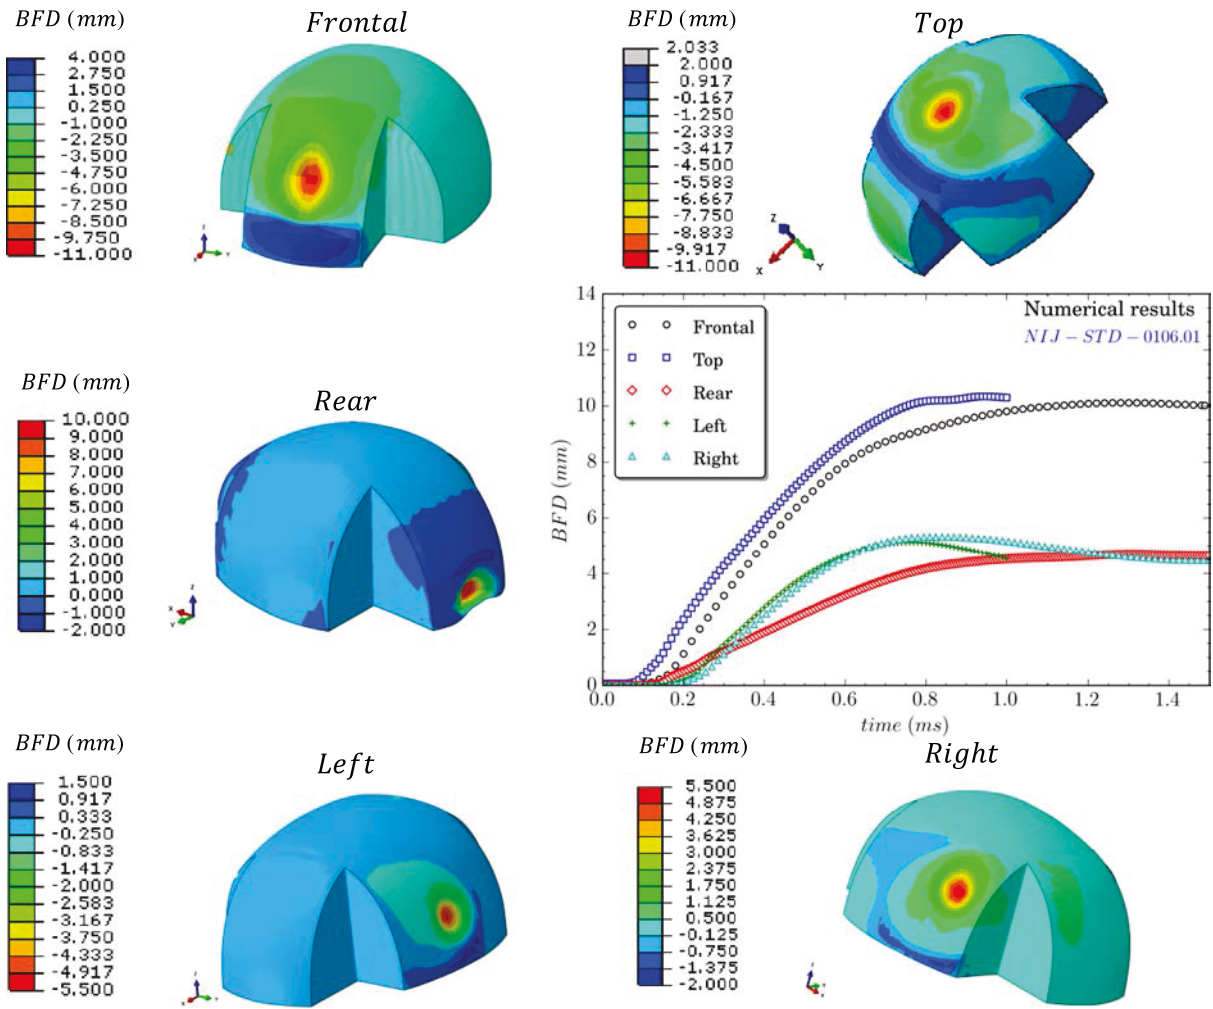 BFD (mm)
Frontal
4.000
2.750
1.500
0.250
-1.000
-2.250
-3.500
-4.750
-6.000
-7.250
-8.500
-9.750
-11.000
Z
X
Y
BFD (mm)
Top
2.033
2.000
0.917
-0.167
-1.250
-2.333
-3.417
-4.500
-5.583
-6.667
-7.750
-8.833
-9.917
-11.000
Z
X
Y
BFD (mm)
Rear
10.000
9.000
8.000
7.000
6.000
5.000
4.000
3.000
2.000
1.000
0.000
-1.000
-2.000
Z
X
Y
Numerical results
NIJ − STD − 0106.01
Frontal
Top
Rear
Left
Right
BFD (mm)
14
12
10
8
6
4
2
0
0.0 0.2 0.4 0.6 0.8 1.0 1.2 1.4
time (ms)
BFD (mm)
Left
1.500
0.917
0.333
-0.250
-0.833
-1.417
-2.000
-2.583
-3.167
-3.750
-4.333
-4.917
-5.500
Z
X
Y
BFD (mm)
Right
5.500
4.875
4.250
3.625
3.000
2.375
1.750
1.125
0.500
-0.125
-0.750
-1.375
-2.000